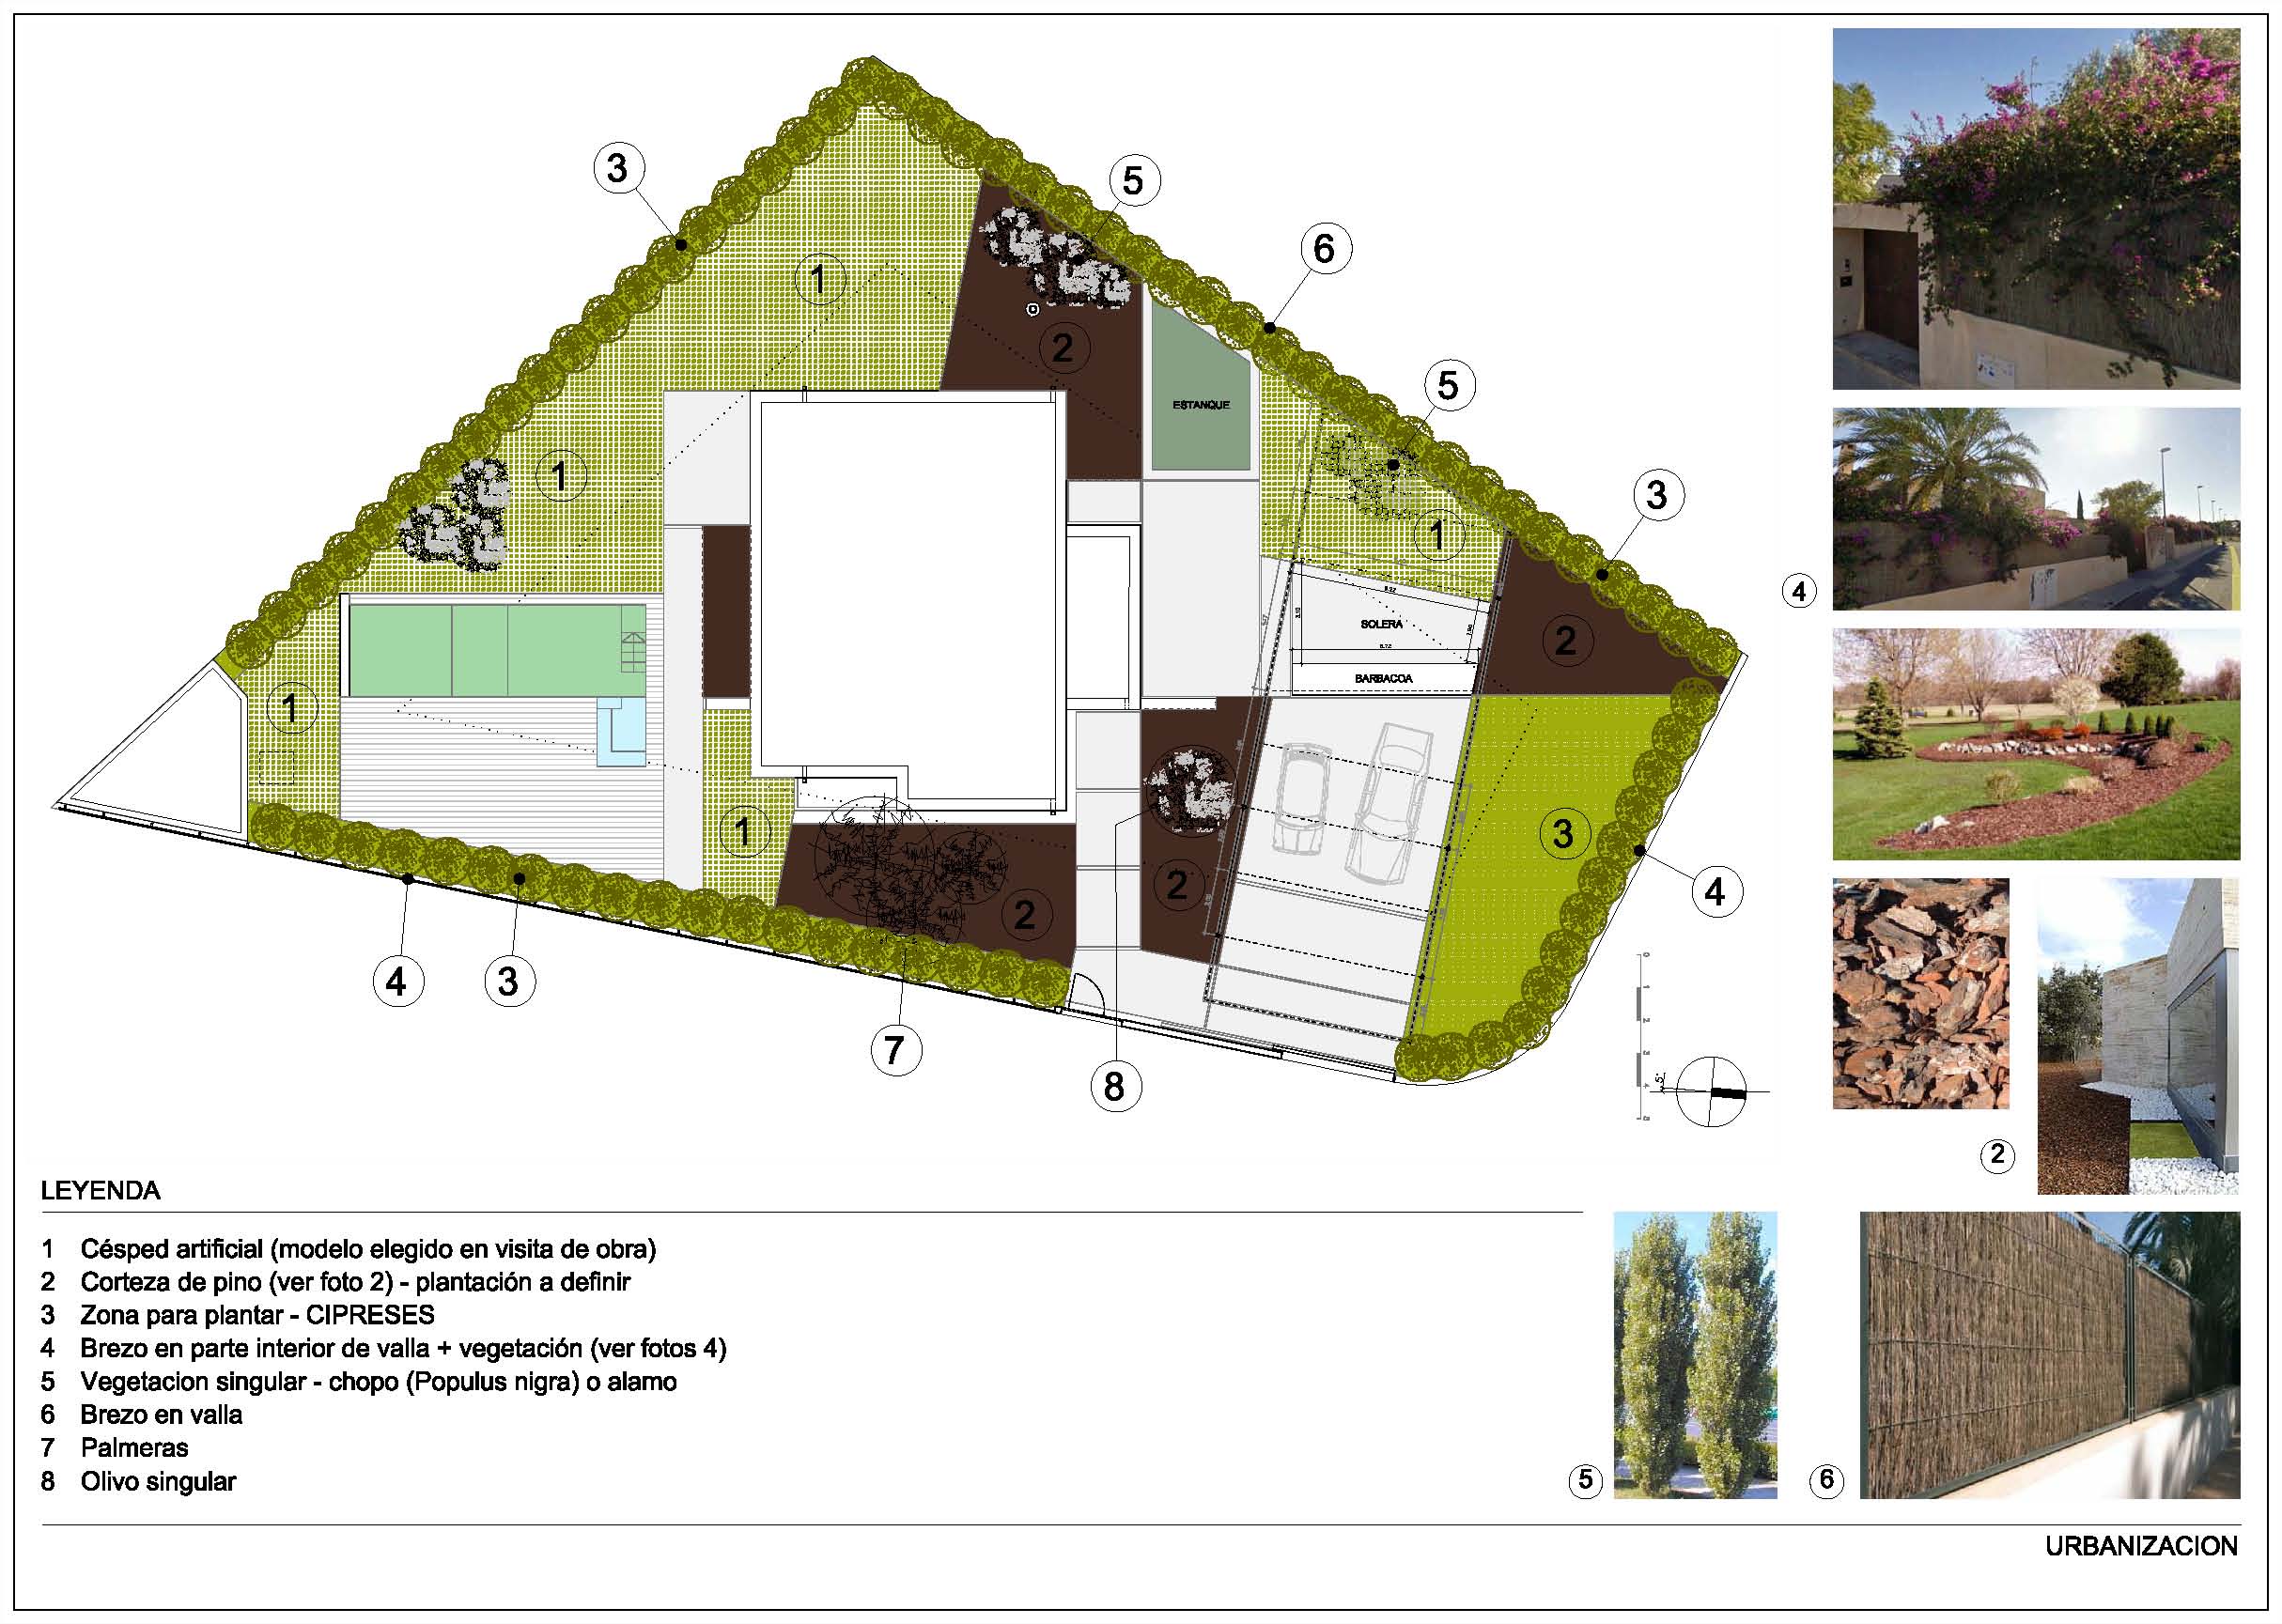 3
5
6
1
2
ESTANQUE
5
3
1
1
4
SOLERA
2
BARBACOA
1
1
3
2
2
4
4
3
7
8
2
LEYENDA
1 Césped artificial (modelo elegido en visita de obra)
2 Corteza de pino (ver foto 2) - plantación a definir
3 Zona para plantar - CIPRESES
4 Brezo en parte interior de valla + vegetación (ver fotos 4)
5 Vegetacion singular - chopo (Populus nigra) o alamo
6 Brezo en valla
7 Palmeras
8 Olivo singular
5
6
URBANIZACION